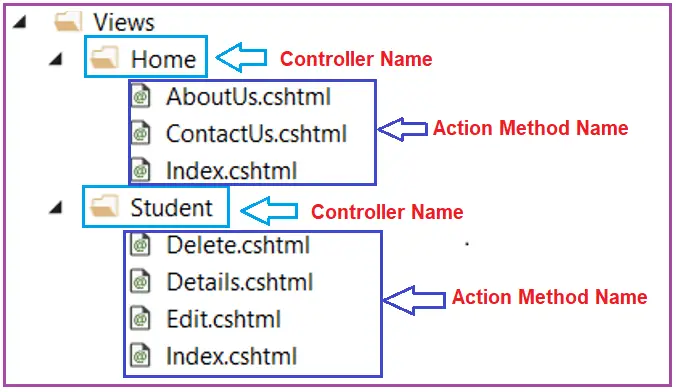 Views
Home Controller Name
AboutUs.cshtml
ContactUs.cshtml Action Method Name
Index.cshtml
Student Controller Name
Delete.cshtml
Details.cshtml
Action Method Name
Edit.cshtml
Index.cshtml